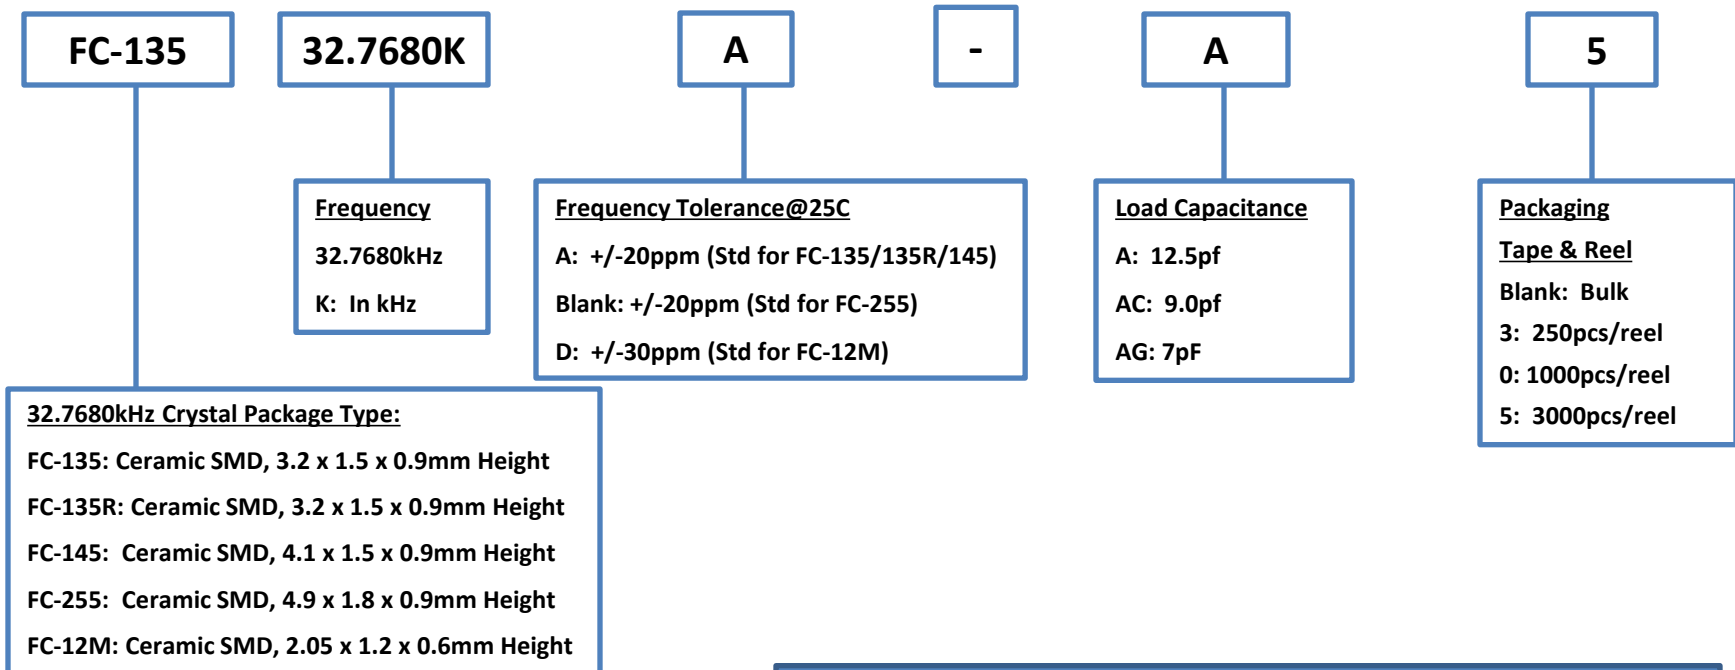 FC-135 32.7680K A - A 5
Frequency
32.7680kHz
K: In kHz
Frequency Tolerance@25C
A: +/-20ppm (Std for FC-135/135R/145)
Blank: +/-20ppm (Std for FC-255)
D: +/-30ppm (Std for FC-12M)
Load Capacitance
A: 12.5pf
AC: 9.0pf
AG: 7pF
Packaging
Tape & Reel
Blank: Bulk
3: 250pcs/reel
0: 1000pcs/reel
5: 3000pcs/reel
32.7680kHz Crystal Package Type:
FC-135: Ceramic SMD, 3.2 x 1.5 x 0.9mm Height
FC-135R: Ceramic SMD, 3.2 x 1.5 x 0.9mm Height
FC-145: Ceramic SMD, 4.1 x 1.5 x 0.9mm Height
FC-255: Ceramic SMD, 4.9 x 1.8 x 0.9mm Height
FC-12M: Ceramic SMD, 2.05 x 1.2 x 0.6mm Height